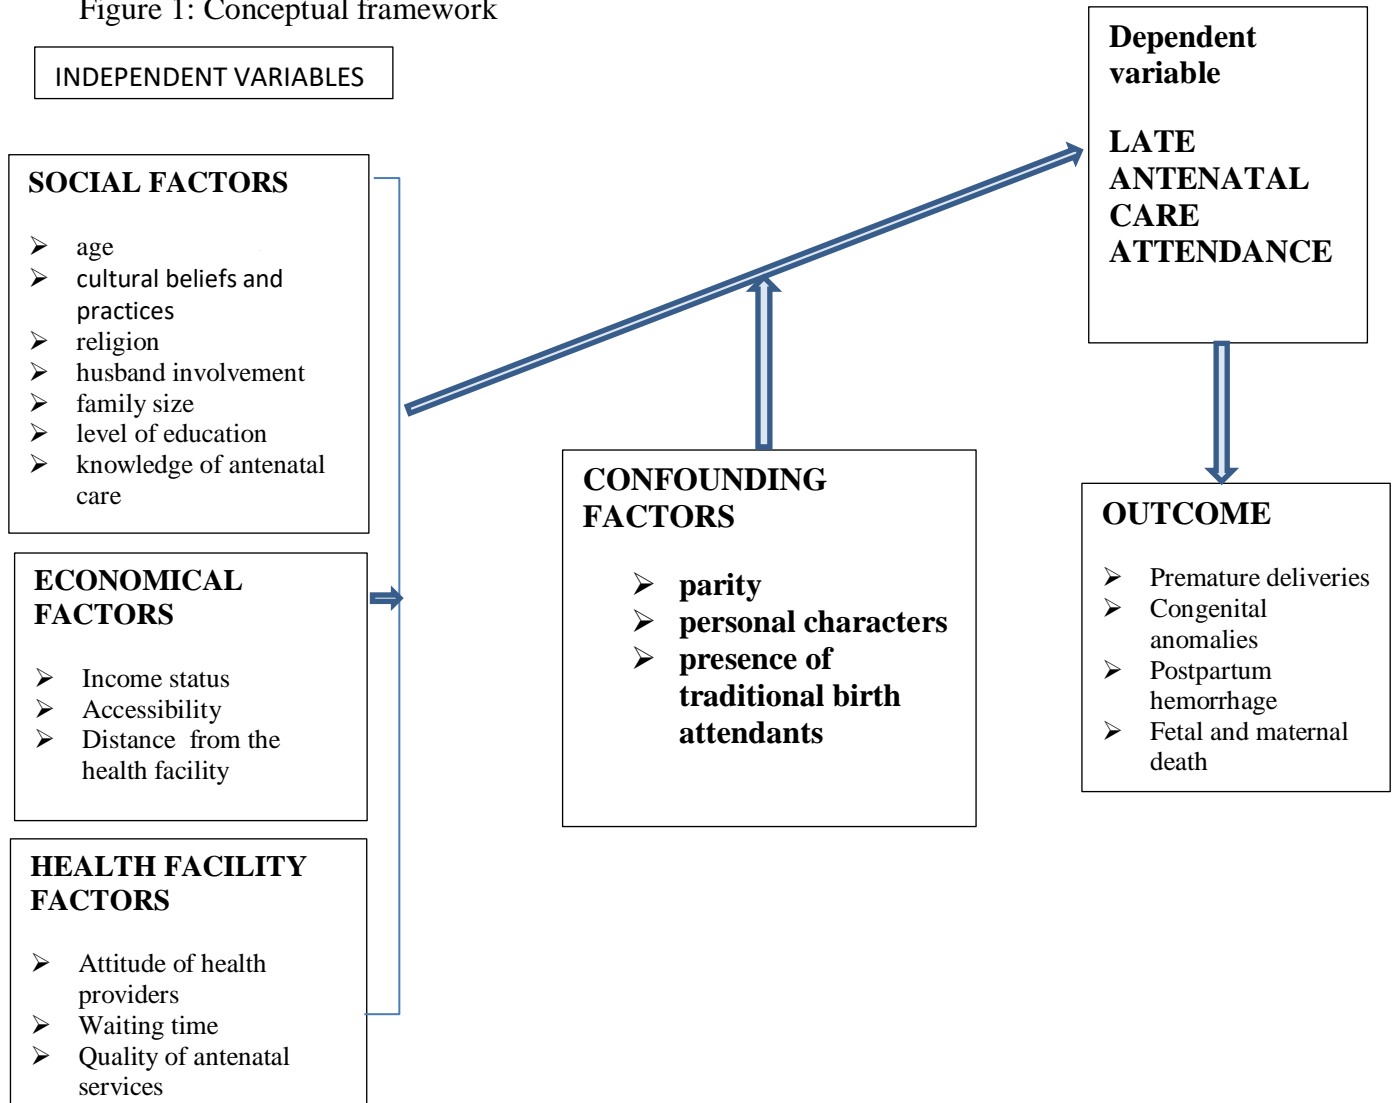 Figure 1: Conceptual framework
INDEPENDENT VARIABLES
SOCIAL FACTORS
➢ age
➢ cultural beliefs and
practices
➢ religion
➢ husband involvement
➢ family size
➢ level of education
➢ knowledge of antenatal
care
ECONOMICAL
FACTORS
➢ Income status
➢ Accessibility
➢ Distance from the
health facility
HEALTH FACILITY
FACTORS
➢ Attitude of health
providers
➢ Waiting time
➢ Quality of antenatal
services
CONFOUNDING
FACTORS
➢ parity
➢ personal characters
➢ presence of
traditional birth
attendants
Dependent
variable
LATE
ANTENATAL
CARE
ATTENDANCE
OUTCOME
➢ Premature deliveries
➢ Congenital
anomalies
➢ Postpartum
hemorrhage
➢ Fetal and maternal
death